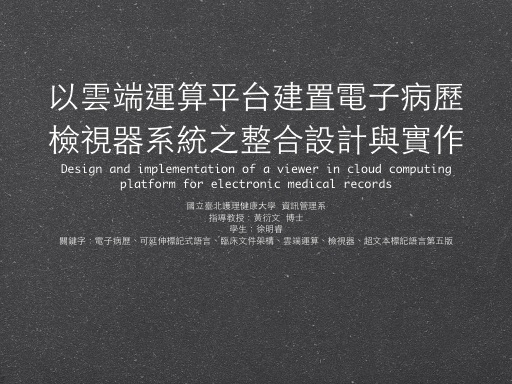 以雲端運算平台建置電子病歷
檢視器系統之整合設計與實作
Design and implementation of a viewer in cloud computing
platform for electronic medical records
國立臺北護理健康大學 資訊管理系
指導教授：黃衍文 博士
學生：徐明睿
關鍵字：電子病歷、可延伸標記式語言、臨床文件架構、雲端運算、檢視器、超文本標記語言第五版